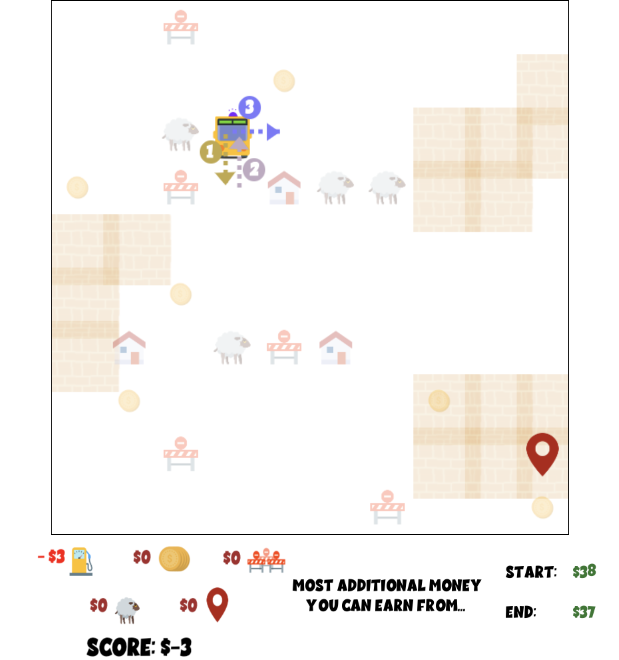 3
1
2
- $3
$0
$0
MOST ADDITIONAL MONEY
YOU CAN EARN FROM...
START: $38
END: $37
$0
$0
SCORE: $-3